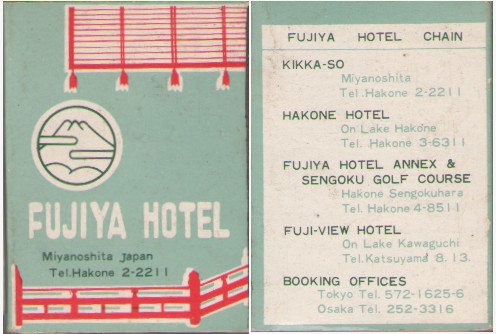 FUJIYA HOTEL
Miyanoshita Japan
Tel.Hakone 2-2211
FUJIYA HOTEL CHAIN
KIKKA-SO
Miyanoshita
Tel.Hakone 2-2211
HAKONE HOTEL
On Lake Hakone
Tel. Hakone 3-6311
FUJIYA HOTEL ANNEX &
SENGOKU GOLF COURSE
Hakone Sengokuhara
Tel. Hakone 4-8511
FUJI-VIEW HOTEL
On Lake Kawaguchi
Tel.Katsuyama 8.13.
BOOKING OFFICES
Tokyo Tel. 572-1625-6
Osaka Tel. 252-3316